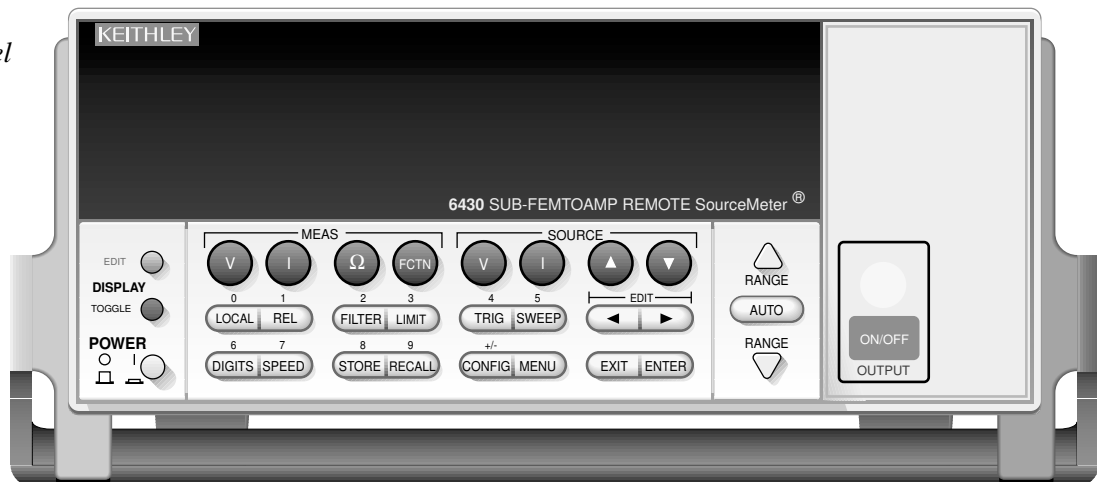 KEITHLEY
6430 SUB-FEMTOAMP REMOTE SourceMeter ®
MEAS SOURCE
EDIT V I Ω FCTN V I ▲ ▼ RANGE
DISPLAY
0 1 2 3 4 5 EDIT
TOGGLE LOCAL REL FILTER LIMIT TRIG SWEEP ◄ ► AUTO
POWER 6 7 8 9 +/- RANGE
DIGITS SPEED STORE RECALL CONFIG MENU EXIT ENTER
ON/OFF
OUTPUT